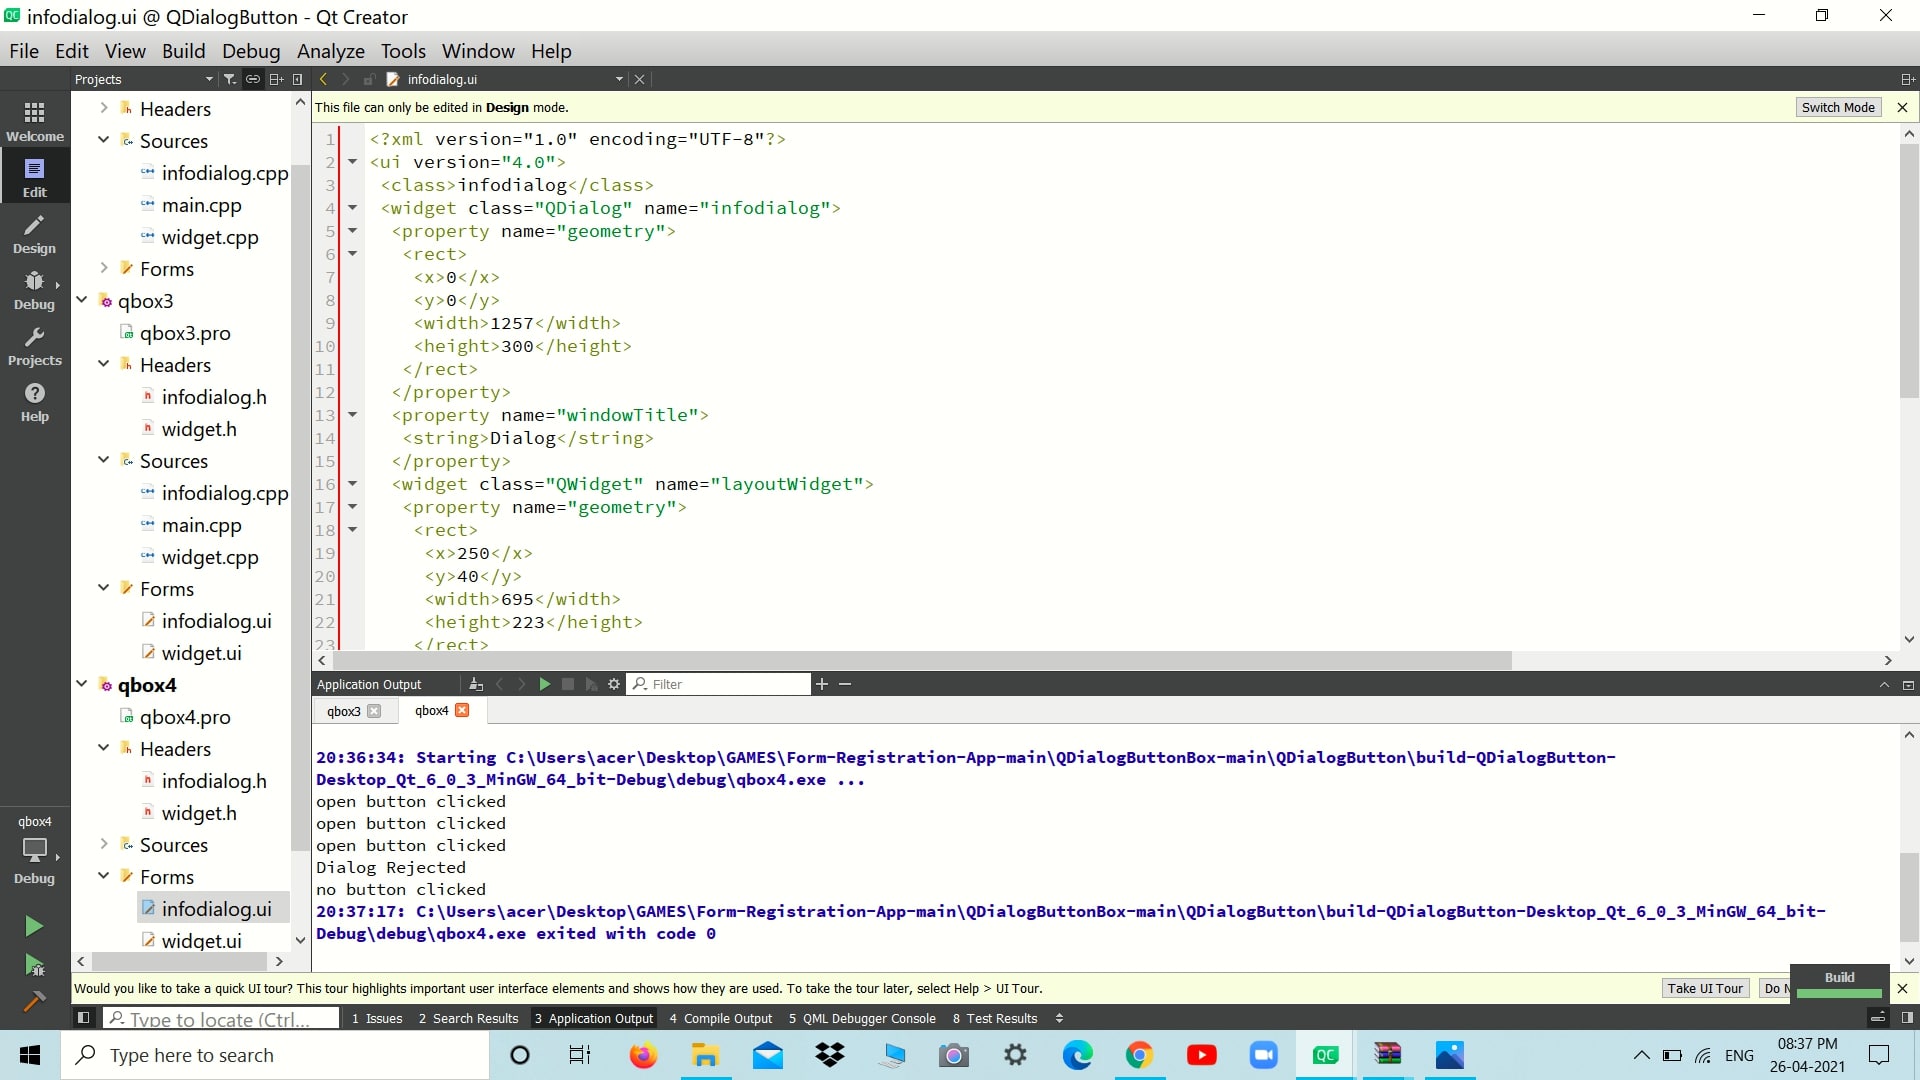 infodialog.ui @ QDialogButton - Qt Creator
File Edit View Build Debug Analyze Tools Window Help
Projects
infodialog.ui
Welcome
Edit
Design
Debug
Projects
Help
qbox4
Debug
Headers
Sources
infodialog.cpp
main.cpp
widget.cpp
Forms
qbox3
qbox3.pro
Headers
infodialog.h
widget.h
Sources
infodialog.cpp
main.cpp
widget.cpp
Forms
infodialog.ui
widget.ui
qbox4
qbox4.pro
Headers
infodialog.h
widget.h
Sources
Forms
infodialog.ui
widget.ui
This file can only be edited in Design mode.
Switch Mode
1 <?xml version="1.0" encoding="UTF-8"?>
2 <ui version="4.0">
3 <class>infodialog</class>
4 <widget class="QDialog" name="infodialog">
5 <property name="geometry">
6 <rect>
7 <x>0</x>
8 <y>0</y>
9 <width>1257</width>
10 <height>300</height>
11 </rect>
12 </property>
13 <property name="windowTitle">
14 <string>Dialog</string>
15 </property>
16 <widget class="QWidget" name="layoutWidget">
17 <property name="geometry">
18 <rect>
19 <x>250</x>
20 <y>40</y>
21 <width>695</width>
22 <height>223</height>
23 </rect>
Application Output
Filter
qbox3
qbox4
20:36:34: Starting C:\Users\acer\Desktop\GAMES\Form-Registration-App-main\QDialogButtonBox-main\QDialogButton\build-QDialogButton-
Desktop_Qt_6_0_3_MinGW_64_bit-Debug\debug\qbox4.exe ...
open button clicked
open button clicked
open button clicked
Dialog Rejected
no button clicked
20:37:17: C:\Users\acer\Desktop\GAMES\Form-Registration-App-main\QDialogButtonBox-main\QDialogButton\build-QDialogButton-Desktop_Qt_6_0_3_MinGW_64_bit-
Debug\debug\qbox4.exe exited with code 0
Would you like to take a quick UI tour? This tour highlights important user interface elements and shows how they are used. To take the tour later, select Help > UI Tour.
Take UI Tour
Do N
Build
Type to locate (Ctrl...
1 Issues 2 Search Results 3 Application Output 4 Compile Output 5 QML Debugger Console 8 Test Results
Type here to search
QC
ENG
08:37 PM
26-04-2021